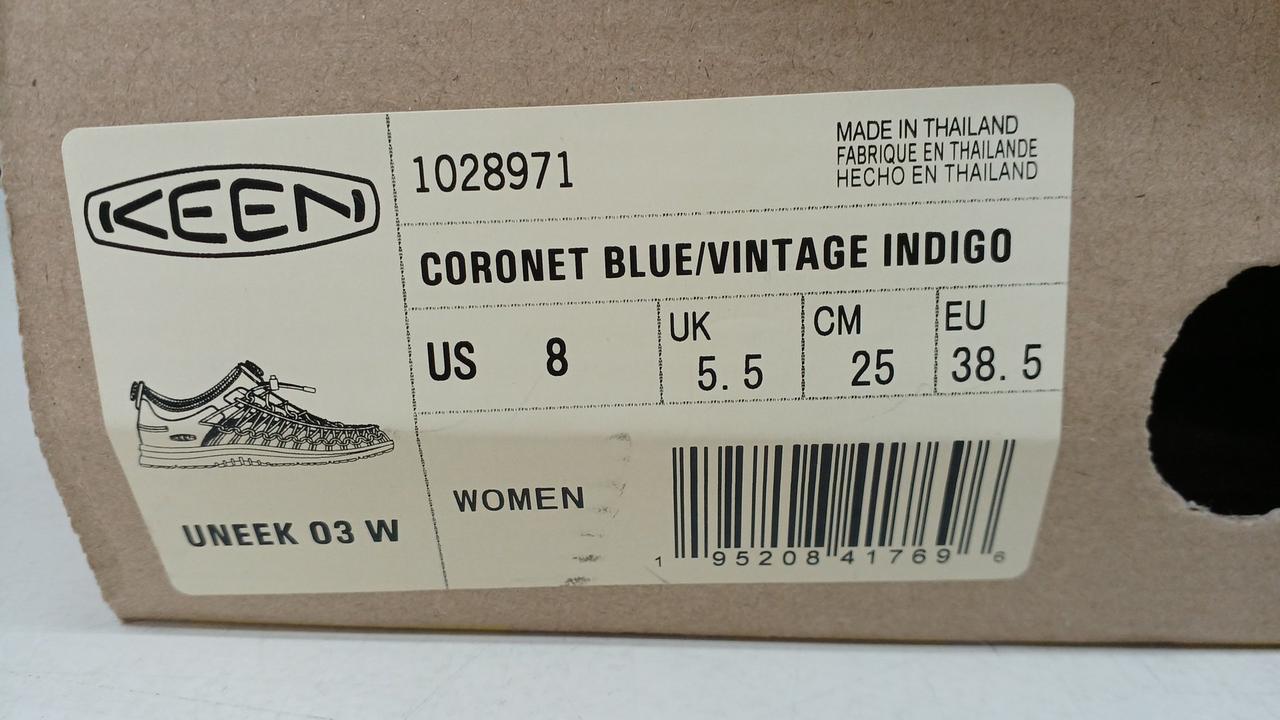 KEEN
1028971
MADE IN THAILAND
FABRIQUE EN THAILANDE
HECHO EN THAILAND
CORONET BLUE/VINTAGE INDIGO
US 8
UK 5.5
CM 25
EU 38.5
UNEEK 03 W
WOMEN
1 95208 41769 6